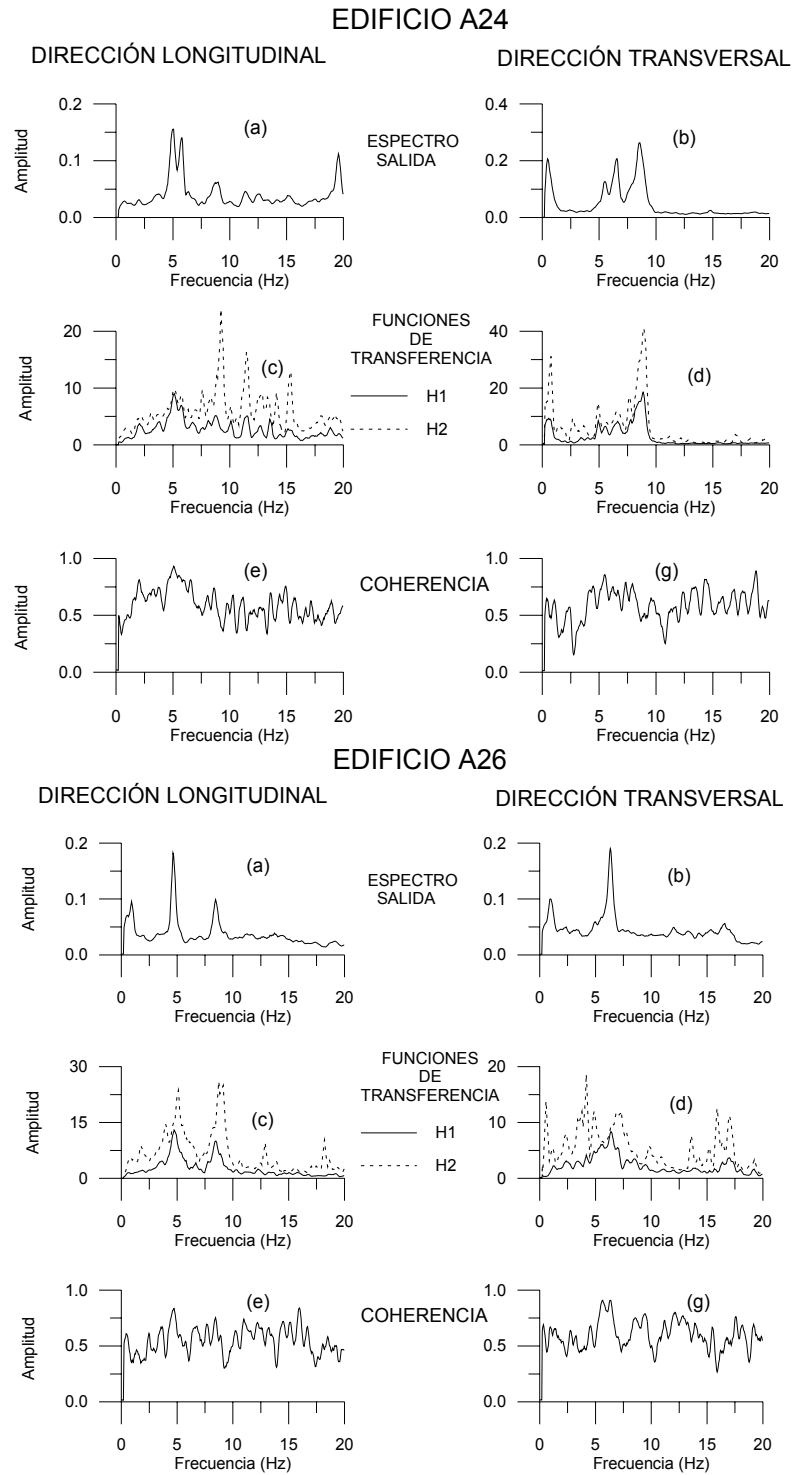 EDIFICIO A24
DIRECCIÓN LONGITUDINAL
DIRECCIÓN TRANSVERSAL
Amplitud
0.2
0.1
0.0
(a)
0 5 10 15 20
Frecuencia (Hz)
ESPECTRO
SALIDA
0.4
0.2
0.0
(b)
0 5 10 15 20
Frecuencia (Hz)
Amplitud
20
10
0
(c)
0 5 10 15 20
Frecuencia (Hz)
FUNCIONES
DE
TRANSFERENCIA
H1
H2
40
20
0
(d)
0 5 10 15 20
Frecuencia (Hz)
Amplitud
1.0
0.5
0.0
(e)
0 5 10 15 20
Frecuencia (Hz)
COHERENCIA
1.0
0.5
0.0
(g)
0 5 10 15 20
Frecuencia (Hz)
EDIFICIO A26
DIRECCIÓN LONGITUDINAL
DIRECCIÓN TRANSVERSAL
Amplitud
0.2
0.1
0.0
(a)
0 5 10 15 20
Frecuencia (Hz)
ESPECTRO
SALIDA
0.2
0.1
0.0
(b)
0 5 10 15 20
Frecuencia (Hz)
Amplitud
30
15
0
(c)
0 5 10 15 20
Frecuencia (Hz)
FUNCIONES
DE
TRANSFERENCIA
H1
H2
20
10
0
(d)
0 5 10 15 20
Frecuencia (Hz)
Amplitud
1.0
0.5
0.0
(e)
0 5 10 15 20
Frecuencia (Hz)
COHERENCIA
1.0
0.5
0.0
(g)
0 5 10 15 20
Frecuencia (Hz)